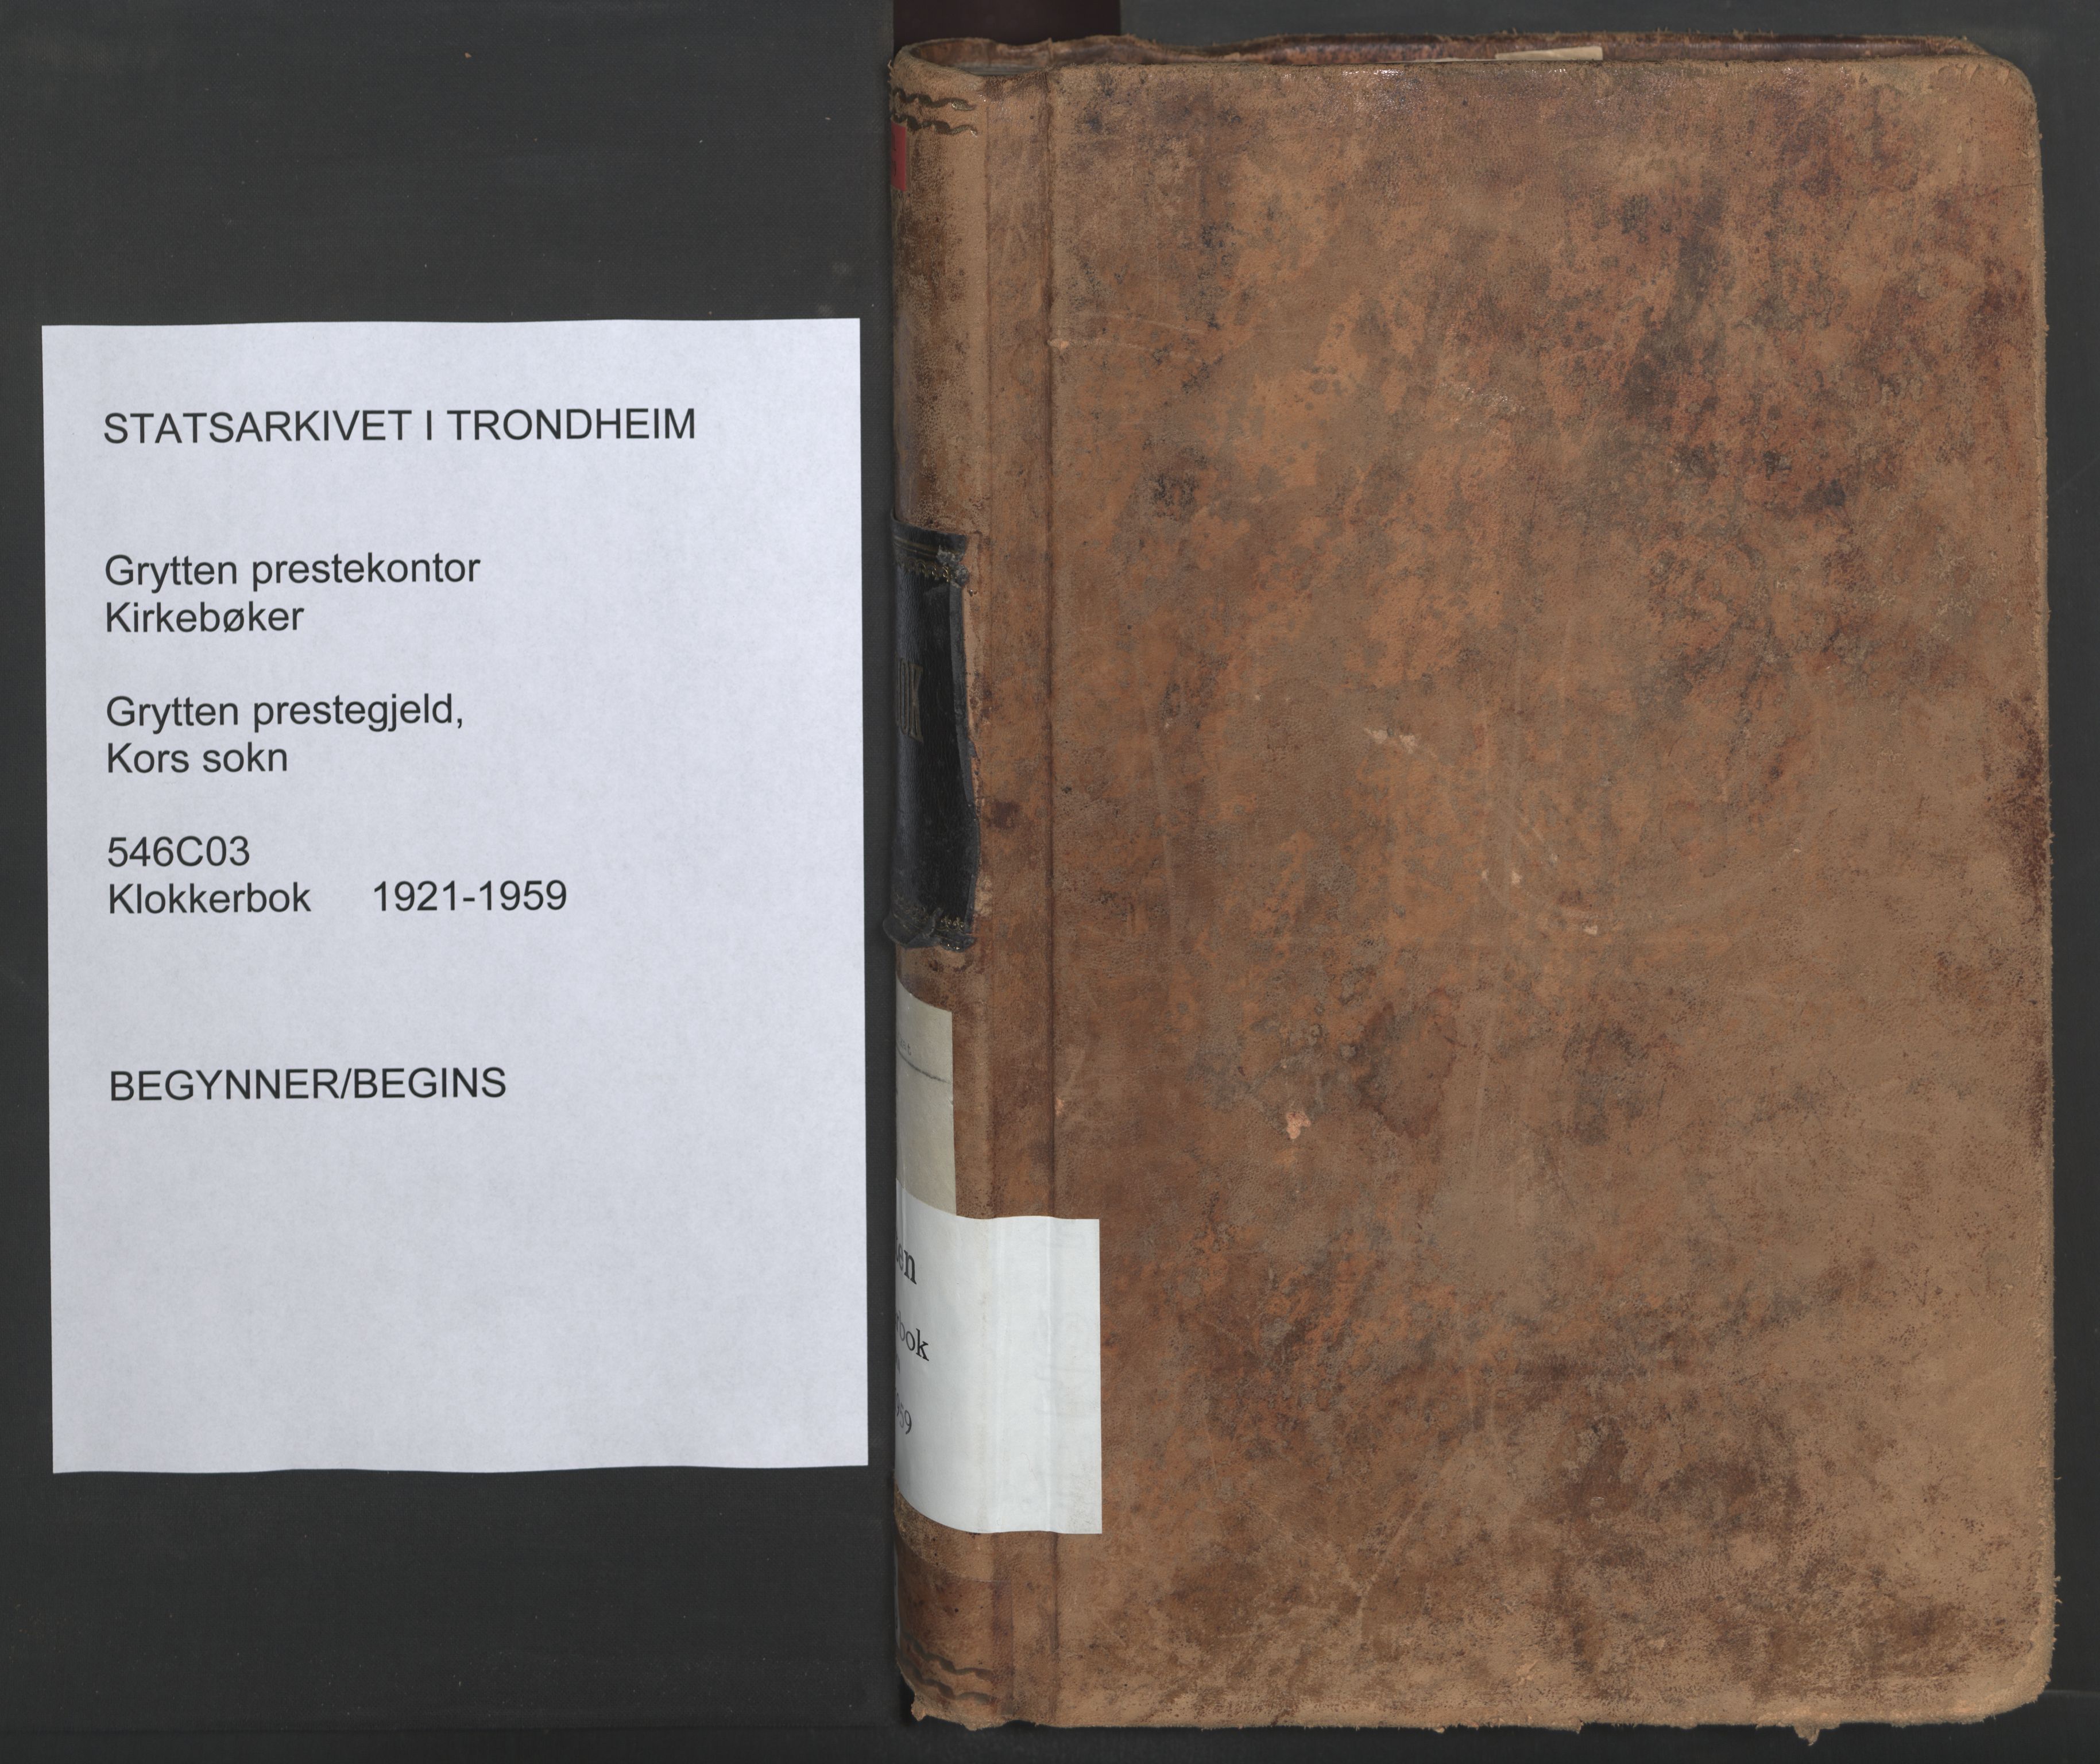 STATSARKIVET I TRONDHEIM
Grytten prestekontor
Kirkebøker
Grytten prestegjeld,
Kors sokn
546C03
Klokkerbok 1921-1959
BEGYNNER/BEGINS